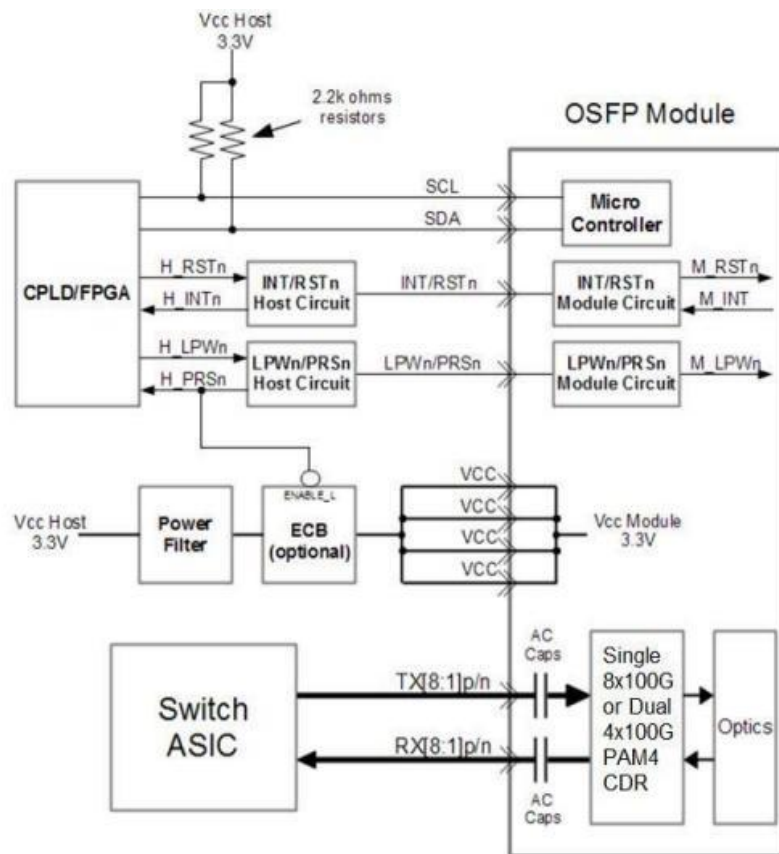 Vcc Host
3.3V
2.2k ohms
resistors
OSFP Module
SCL
SDA
Micro
Controller
CPLD/FPGA
H_RSTn
H_INTn
INT/RSTn
Host Circuit
INT/RSTn
INT/RSTn
Module Circuit
M_RSTn
M_INT
H_LPWn
H_PRSn
LPWn/PRSn
Host Circuit
LPWn/PRSn
LPWn/PRSn
Module Circuit
M_LPWn
Vcc Host
3.3V
Power
Filter
ENABLE_L
ECB
(optional)
VCC
VCC
VCC
VCC
Vcc Module
3.3V
Switch
ASIC
TX[8:1]p/n
RX[8:1]p/n
AC
Caps
AC
Caps
Single
8x100G
or Dual
4x100G
PAM4
CDR
Optics